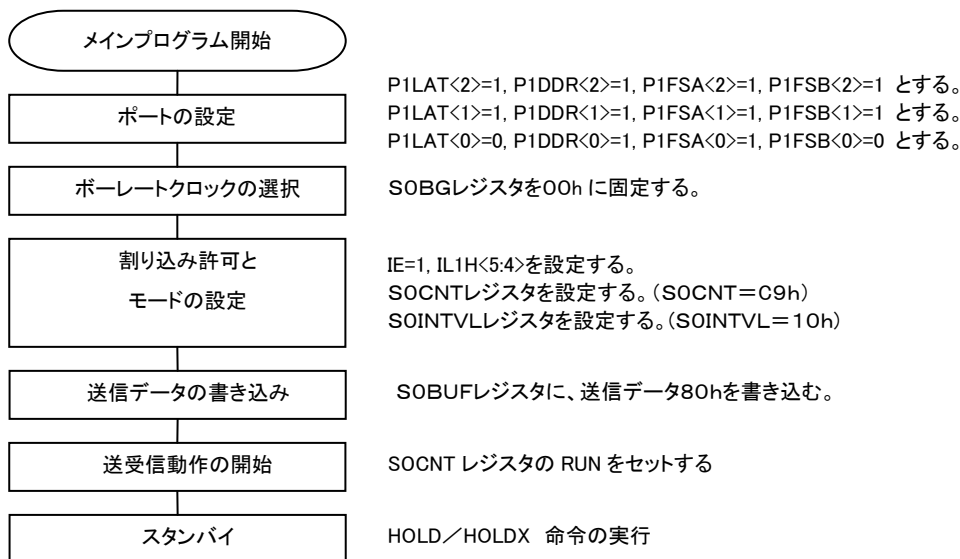 メインプログラム開始
ポートの設定
P1LAT<2>=1, P1DDR<2>=1, P1FSA<2>=1, P1FSB<2>=1 とする。
P1LAT<1>=1, P1DDR<1>=1, P1FSA<1>=1, P1FSB<1>=1 とする。
P1LAT<0>=0, P1DDR<0>=1, P1FSA<0>=1, P1FSB<0>=0 とする。
ボーレートクロックの選択
S0BGレジスタを00h に固定する。
割り込み許可と
モードの設定
IE=1, IL1H<5:4>を設定する。
S0CNTレジスタを設定する。(S0CNT=C9h)
S0INTVLレジスタを設定する。(S0INTVL=10h)
送信データの書き込み
S0BUFレジスタに、送信データ80hを書き込む。
送受信動作の開始
S0CNT レジスタの RUN をセットする
スタンバイ
HOLD/HOLDX 命令の実行